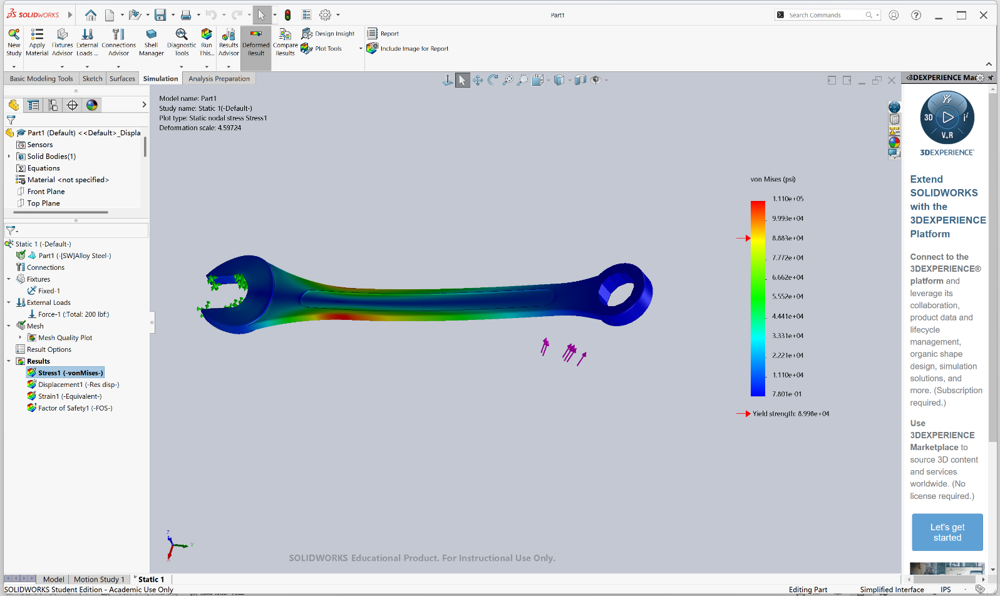 SOLIDWORKS
Part1
Search Commands
New Study
Apply Material
Fixtures Advisor
External Loads ...
Connections Advisor
Shell Manager
Diagnostic Tools
Run This...
Results Advisor
Deformed Result
Compare Results
Design Insight
Plot Tools
Report
Include Image for Report
Basic Modeling Tools
Sketch
Surfaces
Simulation
Analysis Preparation
Part1 (Default) <<Default>_Displa
Sensors
Solid Bodies(1)
Equations
Material <not specified>
Front Plane
Top Plane
Static 1 (-Default-)
Part1 (-[SW]Alloy Steel-)
Connections
Fixtures
Fixed-1
External Loads
Force-1 (:Total: 200 lbf:)
Mesh
Mesh Quality Plot
Result Options
Results
Stress1 (-vonMises-)
Displacement1 (-Res disp-)
Strain1 (-Equivalent-)
Factor of Safety1 (-FOS-)
Model name: Part1
Study name: Static 1(-Default-)
Plot type: Static nodal stress Stress1
Deformation scale: 4.59724
von Mises (psi)
1.110e+05
9.993e+04
8.883e+04
7.772e+04
6.662e+04
5.552e+04
4.441e+04
3.331e+04
2.221e+04
1.110e+04
7.801e-01
Yield strength: 8.998e+04
Z
Y
X
SOLIDWORKS Educational Product. For Instructional Use Only.
3DEXPERIENCE Mar
3D
V.R
3DEXPERIENCE®
Extend
SOLIDWORKS
with the
3DEXPERIENCE
Platform
Connect to the
3DEXPERIENCE®
platform and
leverage its
collaboration,
product data and
lifecycle
management,
organic shape
design, simulation
solutions, and
more. (Subscription
required.)
Use
3DEXPERIENCE
Marketplace to
source 3D content
and services
worldwide. (No
license required.)
Let's get
started
Model
Motion Study 1
Static 1
SOLIDWORKS Student Edition - Academic Use Only
Editing Part
Simplified Interface
IPS